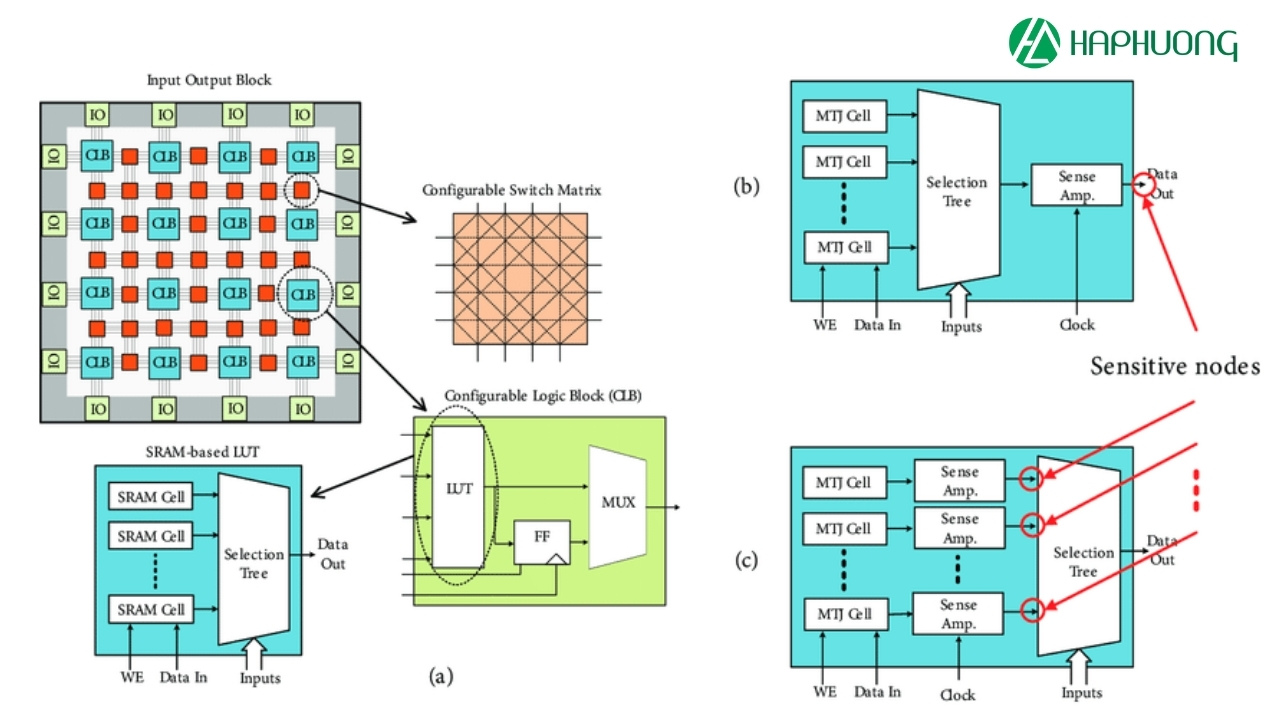 HAPHUONG
Input Output Block
IO IO IO IO
IO CLB CLB CLB CLB IO
IO CLB CLB CLB CLB IO
IO CLB CLB CLB CLB IO
IO CLB CLB CLB CLB IO
IO IO IO IO
Configurable Switch Matrix
Configurable Logic Block (CLB)
LUT
FF
MUX
SRAM-based LUT
SRAM Cell
SRAM Cell
SRAM Cell
Selection
Tree
Data
Out
WE
Data In
Inputs
(a)
(b)
MTJ Cell
MTJ Cell
MTJ Cell
Selection
Tree
Sense
Amp.
Data
Out
WE
Data In
Inputs
Clock
Sensitive nodes
(c)
MTJ Cell
MTJ Cell
MTJ Cell
Sense
Amp.
Sense
Amp.
Sense
Amp.
Selection
Tree
Data
Out
WE
Data In
Clock
Inputs